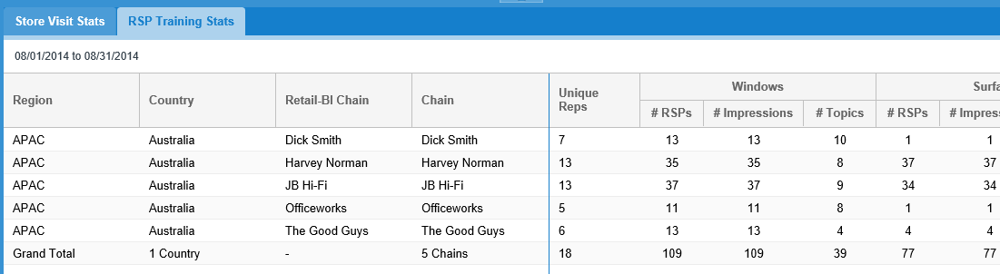 Store Visit Stats RSP Training Stats
08/01/2014 to 08/31/2014
Windows Surfa
Region Country Retail-BI Chain Chain Unique Reps # RSPs # Impressions # Topics # RSPs # Impres
APAC Australia Dick Smith Dick Smith 7 13 13 10 1 1
APAC Australia Harvey Norman Harvey Norman 13 35 35 8 37 37
APAC Australia JB Hi-Fi JB Hi-Fi 13 37 37 9 34 34
APAC Australia Officeworks Officeworks 5 11 11 8 1 1
APAC Australia The Good Guys The Good Guys 6 13 13 4 4 4
Grand Total 1 Country - 5 Chains 18 109 109 39 77 77